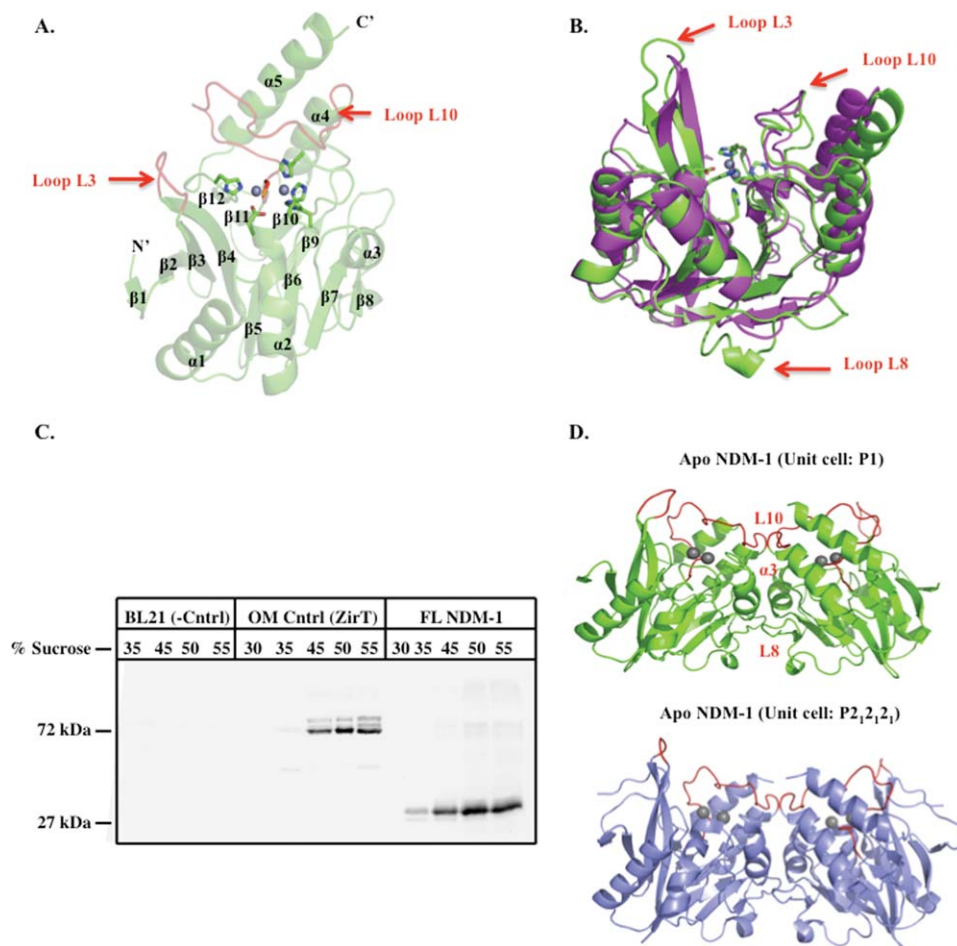 A.
C’
α5
α4
Loop L10
Loop L3
β12
β11
β10
β9
N’
β2
β3
β4
β6
α3
β1
β7
β8
β5
α2
α1
B.
Loop L3
Loop L10
Loop L8
C.
BL21 (-Cntrl) OM Cntrl (ZirT) FL NDM-1
% Sucrose 35 45 50 55 30 35 45 50 55 30 35 45 50 55
72 kDa
27 kDa
D.
Apo NDM-1 (Unit cell: P1)
L10
α3
L8
Apo NDM-1 (Unit cell: P2₁2₁2₁)